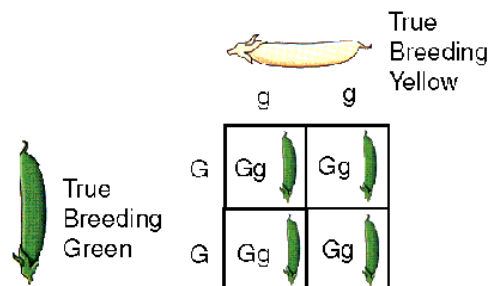 True
Breeding
Yellow
g g
G Gg Gg
True
Breeding
Green
G Gg Gg